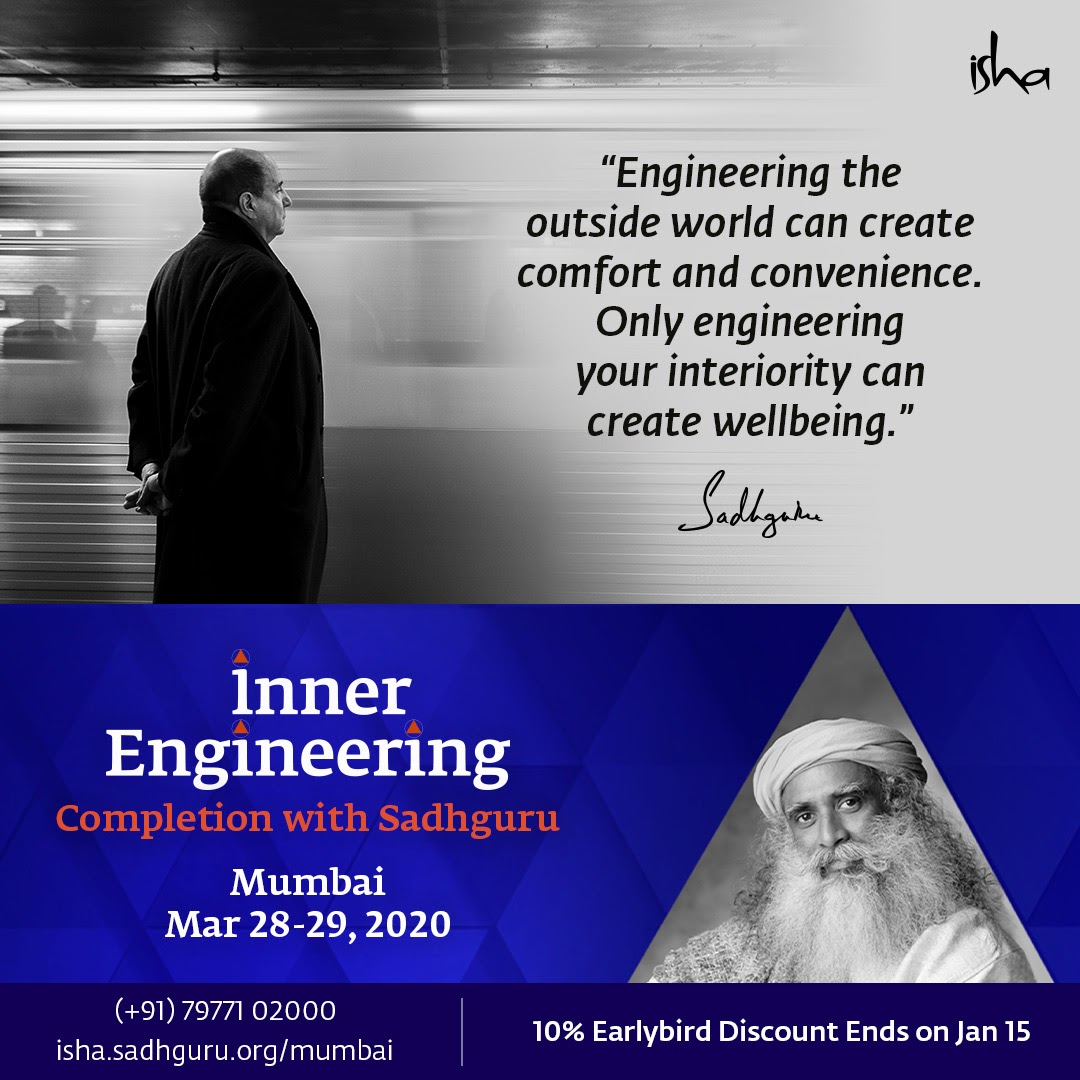 isha
“Engineering the
outside world can create
comfort and convenience.
Only engineering
your interiority can
create wellbeing.”
Sadhguru
inner
Engineering
Completion with Sadhguru
Mumbai
Mar 28-29, 2020
(+91) 79771 02000
isha.sadhguru.org/mumbai
10% Earlybird Discount Ends on Jan 15